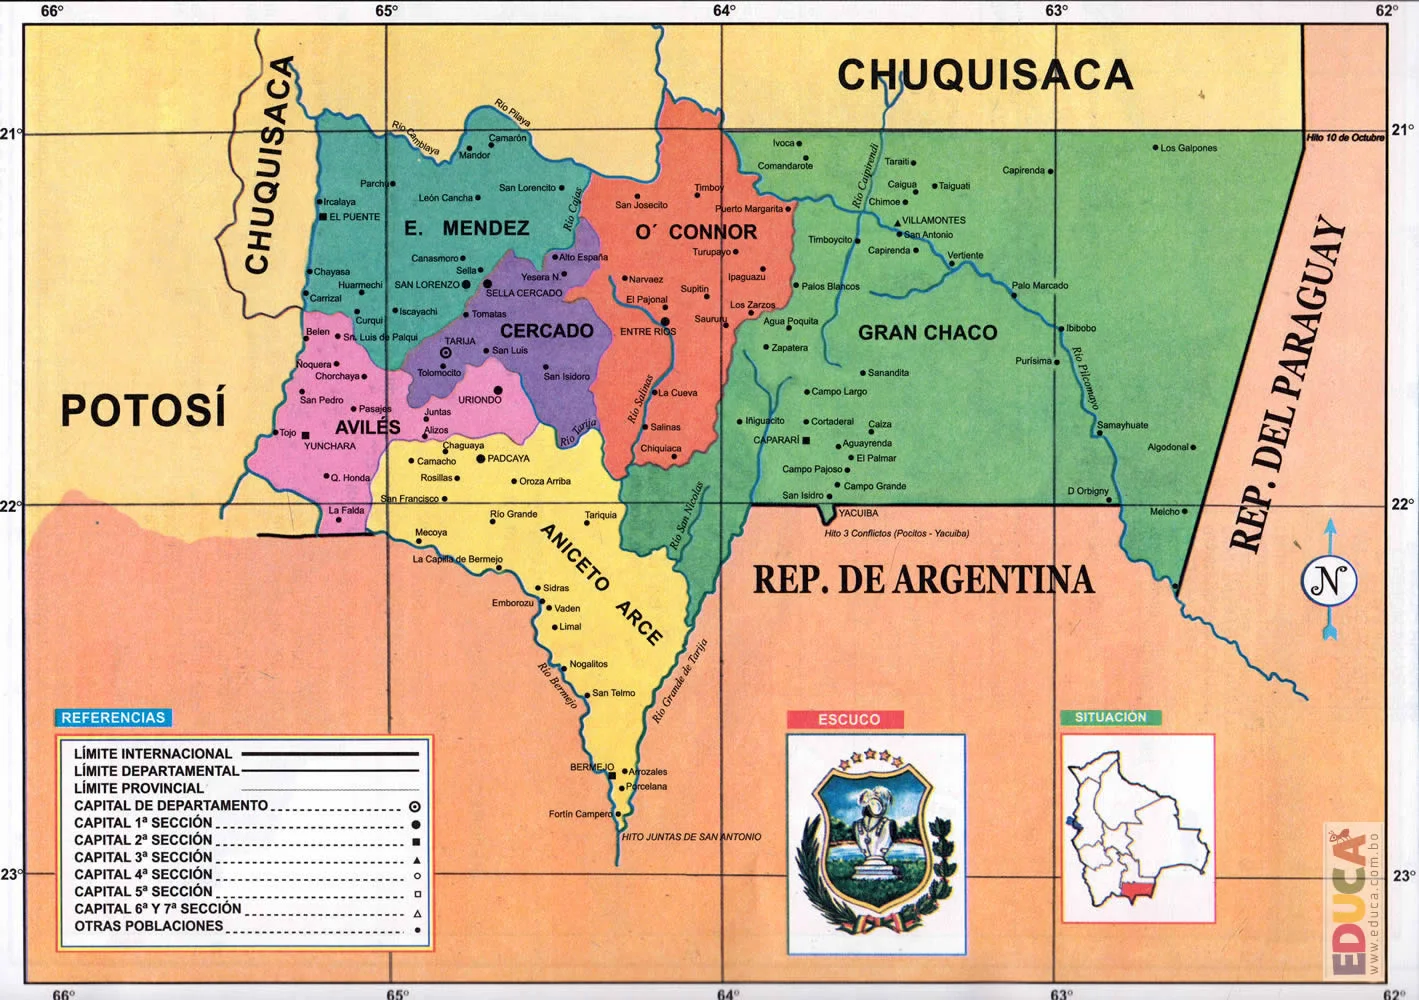 66°
65°
64°
63°
62°
CHUQUISACA
CHUQUISACA
21°
21°
Hito 10 de Octubre
Río Pilaya
Río Camblaya
Camarón
Mandor
Parchu
León Cancha
San Lorencito
Río Cajas
Ircalaya
EL PUENTE
E. MENDEZ
Canasmoro
Sella
Chayasa
Huarmechi
SAN LORENZO
Carrizal
Curqui
Iscayachi
Tomatas
Alto España
Yesera N.
SELLA CERCADO
CERCADO
TARIJA
San Luis
Tolomocito
San Isidoro
Río Tarija
San Josecito
Timboy
Puerto Margarita
O´ CONNOR
Turupayo
Ipaguazu
Narvaez
Supitin
El Pajonal
Los Zarzos
ENTRE RIOS
Saururu
Río Salinas
La Cueva
Salinas
Chiquiaca
Ivoca
Comandarote
Río Caipirendi
Taraiti
Caigua
Taiguati
Chimoe
VILLAMONTES
San Antonio
Timboycito
Capirenda
Vertiente
Capirenda
Los Galpones
Palos Blancos
Palo Marcado
Agua Poquita
GRAN CHACO
Ibibobo
Zapatera
Purísima
Río Pilcomayo
Sanandita
Campo Largo
Iñiguacito
Cortaderal
Caiza
CAPARARÍ
Aguayrenda
El Palmar
Campo Pajoso
Campo Grande
San Isidro
Samayhuate
Algodonal
D Orbigny
Melcho
YACUIBA
Hito 3 Conflictos (Pocitos - Yacuiba)
REP. DEL PARAGUAY
REP. DE ARGENTINA
POTOSÍ
Belen
Sn. Luis de Palqui
Ñoquera
Chorchaya
San Pedro
Pasajes
Juntas
URIONDO
AVILÉS
Tojo
YUNCHARA
Alizos
Q. Honda
La Falda
Chaguaya
Camacho
PADCAYA
Rosillas
Oroza Arriba
San Francisco
Río Grande
Tariquia
Mecoya
ANICETO ARCE
La Capilla de Bermejo
Sidras
Emborozu
Vaden
Limal
Nogalitos
Río Bermejo
San Telmo
Río San Nicolas
Río Grande de Tarija
BERMEJO
Arrozales
Porcelana
Fortín Campero
HITO JUNTAS DE SAN ANTONIO
22°
22°
N
REFERENCIAS
LÍMITE INTERNACIONAL
LÍMITE DEPARTAMENTAL
LÍMITE PROVINCIAL
CAPITAL DE DEPARTAMENTO
CAPITAL 1ª SECCIÓN
CAPITAL 2ª SECCIÓN
CAPITAL 3ª SECCIÓN
CAPITAL 4ª SECCIÓN
CAPITAL 5ª SECCIÓN
CAPITAL 6ª Y 7ª SECCIÓN
OTRAS POBLACIONES
ESCUCO
SITUACIÓN
EDUCA
www.educa.com.bo
23°
23°
66°
65°
64°
63°
62°